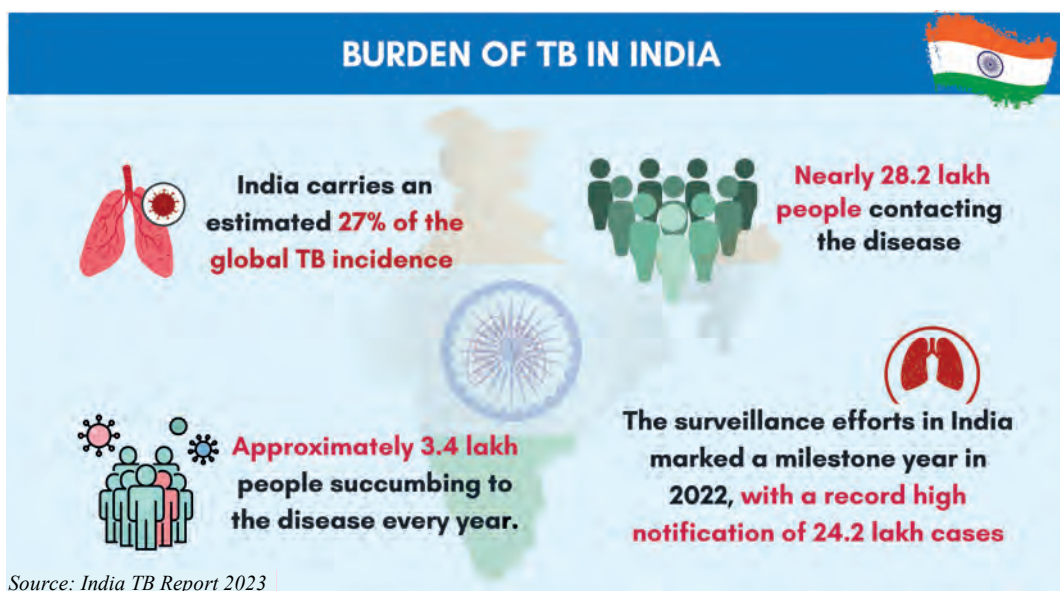 BURDEN OF TB IN INDIA
India carries an
estimated 27% of the
global TB incidence
Nearly 28.2 lakh
people contacting
the disease
Approximately 3.4 lakh
people succumbing to
the disease every year.
The surveillance efforts in India
marked a milestone year in
2022, with a record high
notification of 24.2 lakh cases
Source: India TB Report 2023